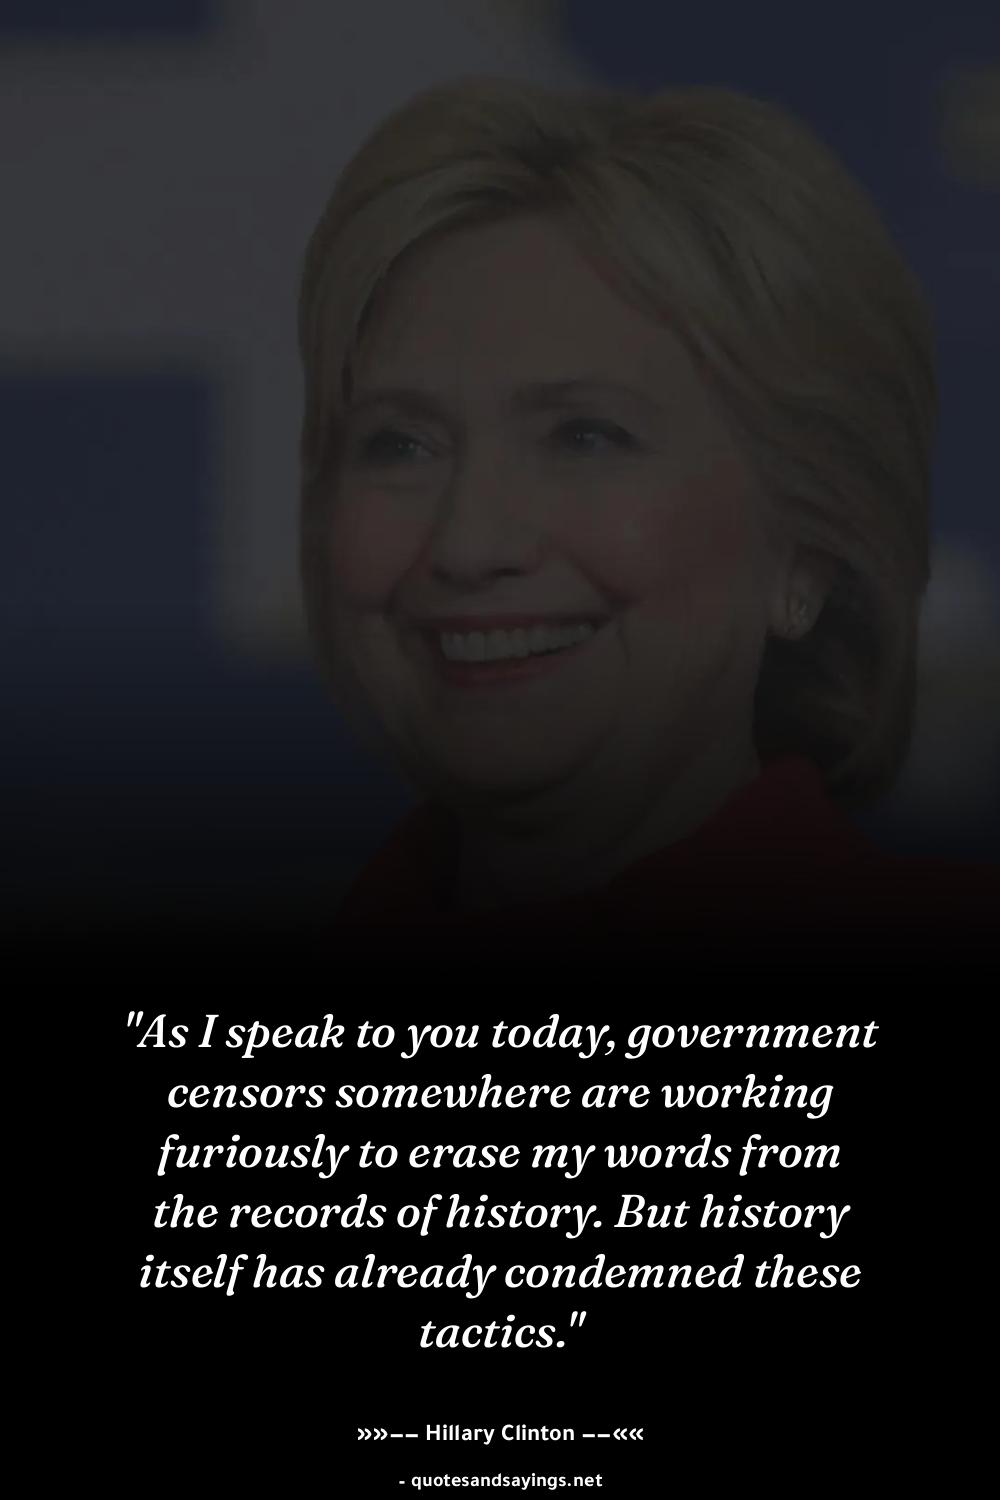 "As I speak to you today, government
censors somewhere are working
furiously to erase my words from
the records of history. But history
itself has already condemned these
tactics."
»»–– Hillary Clinton ––««
- quotesandsayings.net